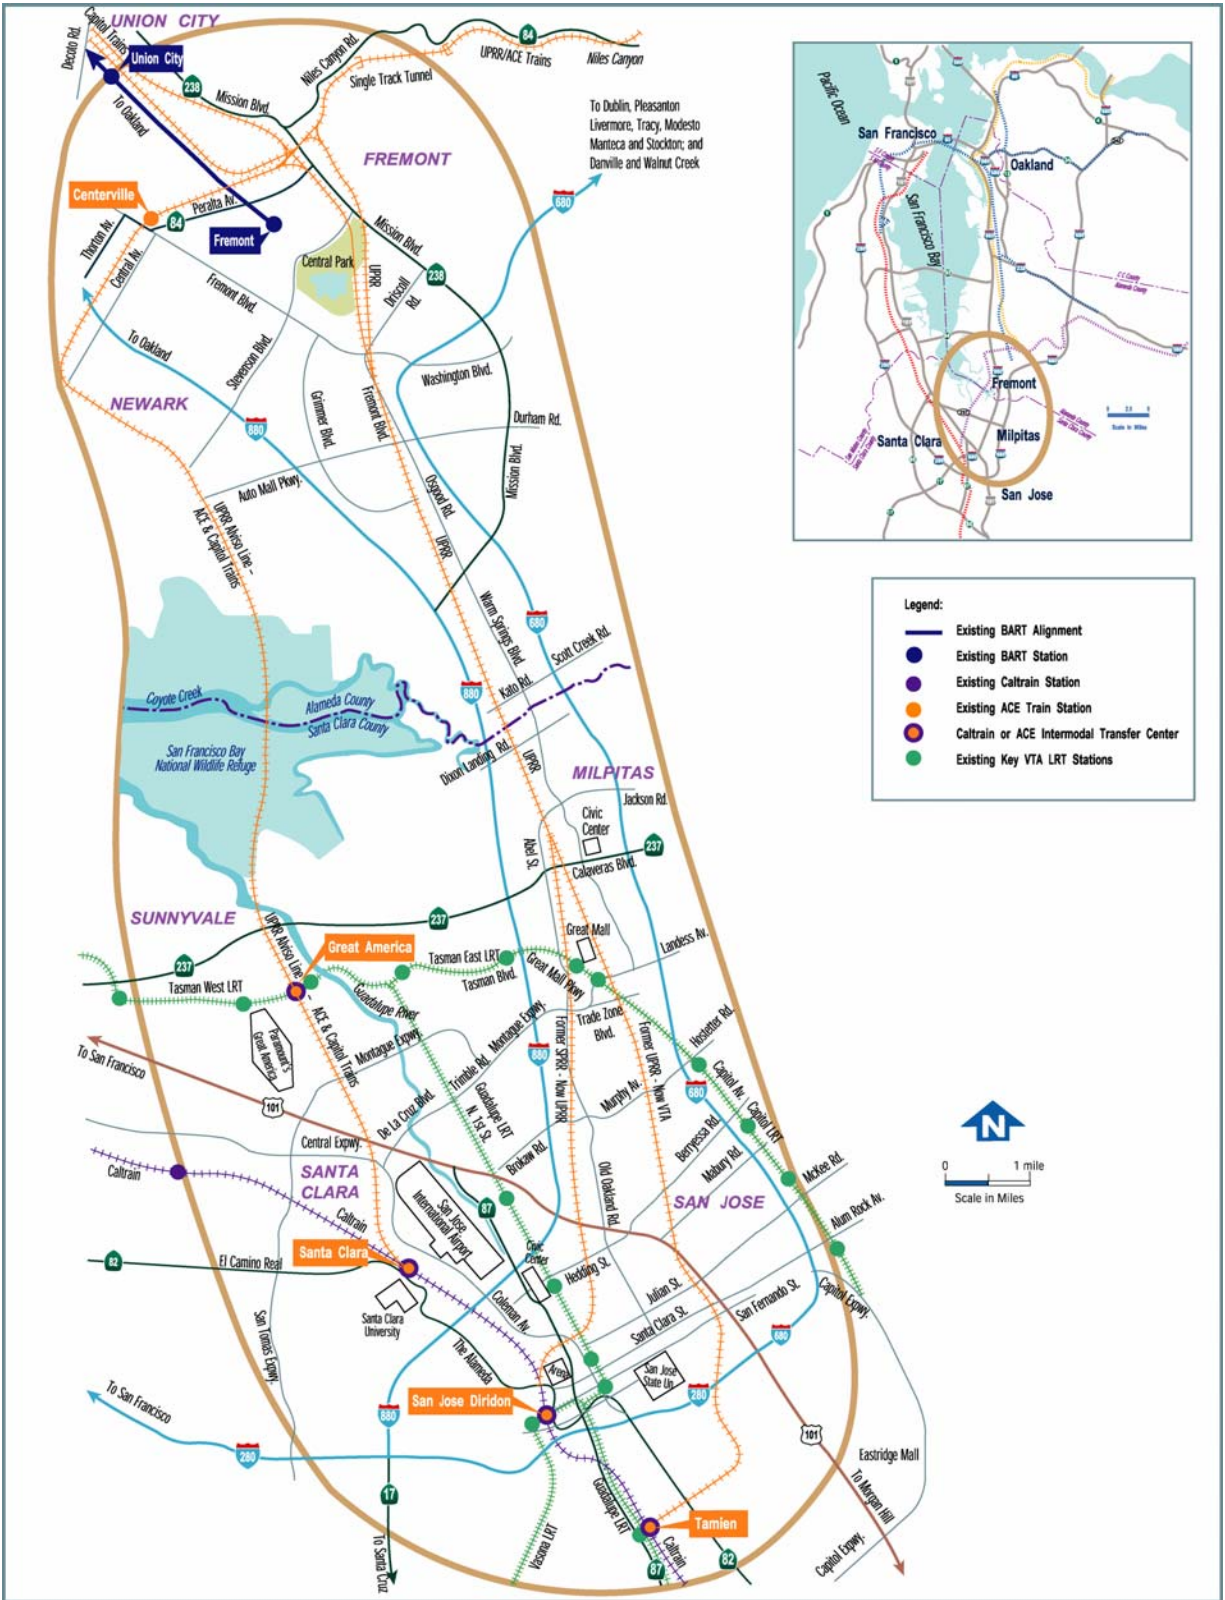 UNION CITY
Capitol Trains
Decoto Rd.
Union City
To Oakland
238
Mission Blvd.
Niles Canyon Rd.
84
UPRR/ACE Trains
Niles Canyon
Single Track Tunnel
To Dublin, Pleasanton
Livermore, Tracy, Modesto
Manteca and Stockton; and
Danville and Walnut Creek
680
FREMONT
Centerville
84
Peralta Av.
Thorton Av.
Fremont
Central Av.
Central Park
UPRR
Mission Blvd.
238
Driscoll
Rd.
Fremont Blvd.
To Oakland
Stevenson Blvd.
Washington Blvd.
NEWARK
880
Grimmer Blvd.
Fremont Blvd.
Durham Rd.
Mission Blvd.
Auto Mall Pkwy.
Osgood Rd.
UPRR Alviso Line –
ACE & Capitol Trains
UPRR
Warm Springs Blvd.
680
Scott Creek Rd.
Kato Rd.
880
Coyote Creek
Alameda County
Santa Clara County
San Francisco Bay
National Wildlife Refuge
Dixon Landing Rd.
UPRR
MILPITAS
Jackson Rd.
Civic
Center
Abel St.
237
Calaveras Blvd.
SUNNYVALE
237
237
UPRR Alviso Line –
ACE & Capitol Trains
Great America
Great Mall
Landess Av.
Tasman East LRT
Tasman Blvd.
Great Mall Pkwy
Tasman West LRT
Guadalupe River
Paramount's
Great America
Montague Expwy.
Montague Expwy.
Trimble Rd.
Trade Zone
Blvd.
Hostetter Rd.
To San Francisco
101
880
Former SPRR - Now UPRR
Former UPRR - Now VTA
680
Capitol Av.
Capitol LRT
De La Cruz Blvd.
Guadalupe LRT
N. 1st St.
Murphy Av.
Brokaw Rd.
Berryessa Rd.
Mabury Rd.
McKee Rd.
Central Expwy.
Caltrain
SANTA
CLARA
Caltrain
San Jose
International Airport
87
Old Oakland Rd.
SAN JOSE
Alum Rock Av.
82
El Camino Real
Santa Clara
Civic
Center
Hedding St.
Santa Clara
University
Coleman Av.
Julian St.
Santa Clara St.
San Fernando St.
Capitol Expwy.
San Tomas Expwy.
The Alameda
Arena
San Jose
State Un.
680
280
To San Francisco
San Jose Diridon
880
280
101
Eastridge Mall
To Morgan Hill
17
To Santa Cruz
Vasona LRT
Guadalupe LRT
Tamien
Caltrain
87
82
Capitol Expwy.
Pacific Ocean
San Francisco
Oakland
San Francisco Bay
C C County
Alameda County
Fremont
Milpitas
Santa Clara
San Jose
Alameda County
Santa Clara County
Scale in Miles
Legend:
Existing BART Alignment
Existing BART Station
Existing Caltrain Station
Existing ACE Train Station
Caltrain or ACE Intermodal Transfer Center
Existing Key VTA LRT Stations
N
0 1 mile
Scale in Miles